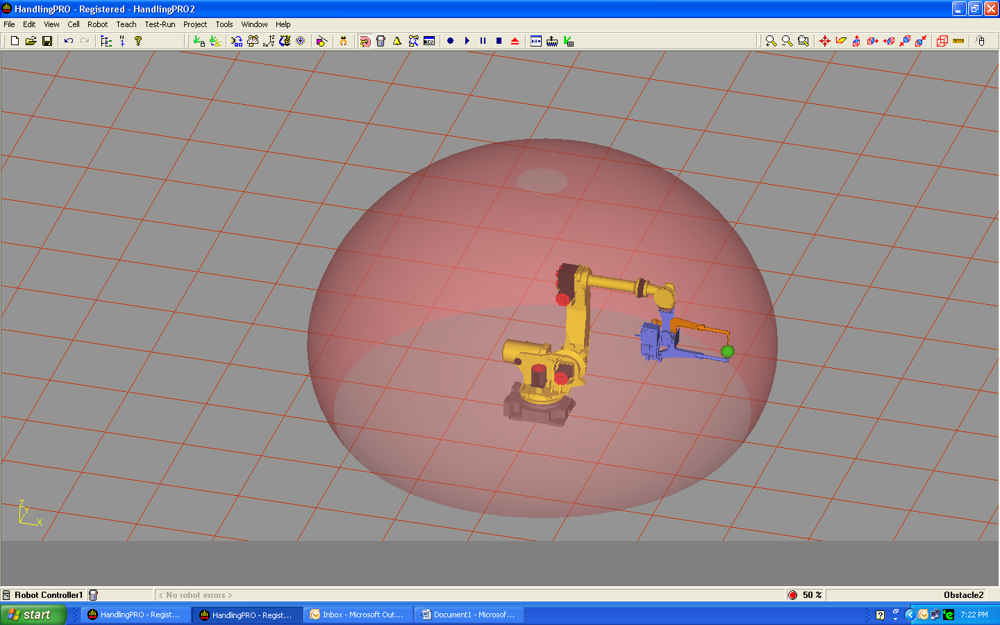 HandlingPRO - Registered - HandlingPRO2
File Edit View Cell Robot Teach Test-Run Project Tools Window Help
Z
Y
X
Robot Controller1 < No robot errors > 50 % Obstacle2
start HandlingPRO - Regist... HandlingPRO - Regist... Inbox - Microsoft Out... Document1 - Microsof... 7:22 PM